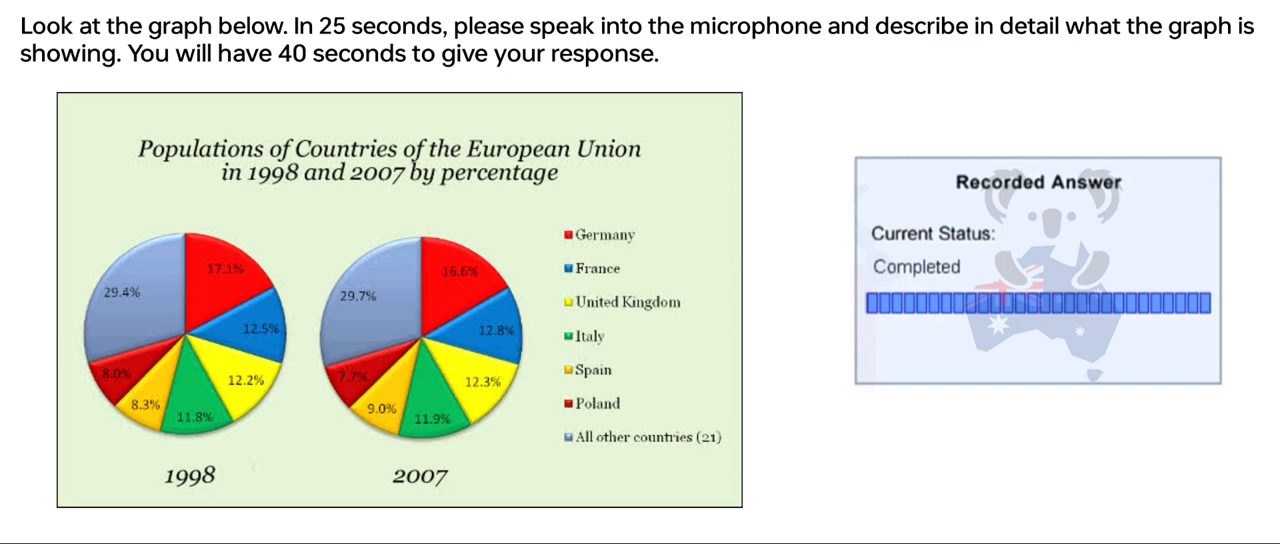 Look at the graph below. In 25 seconds, please speak into the microphone and describe in detail what the graph is
showing. You will have 40 seconds to give your response.
Populations of Countries of the European Union
in 1998 and 2007 by percentage
17.1%
12.5%
12.2%
11.8%
8.3%
8.0%
29.4%
1998
16.6%
12.8%
12.3%
11.9%
9.0%
7.7%
29.7%
2007
Germany
France
United Kingdom
Italy
Spain
Poland
All other countries (21)
Recorded Answer
Current Status:
Completed